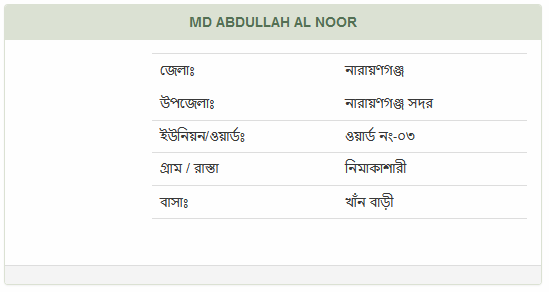 MD ABDULLAH AL NOOR
জেলাঃ নারায়ণগঞ্জ
উপজেলাঃ নারায়ণগঞ্জ সদর
ইউনিয়ন/ওয়ার্ডঃ ওয়ার্ড নং-০৩
গ্রাম / রাস্তা নিমাকাশারী
বাসাঃ খাঁন বাড়ী